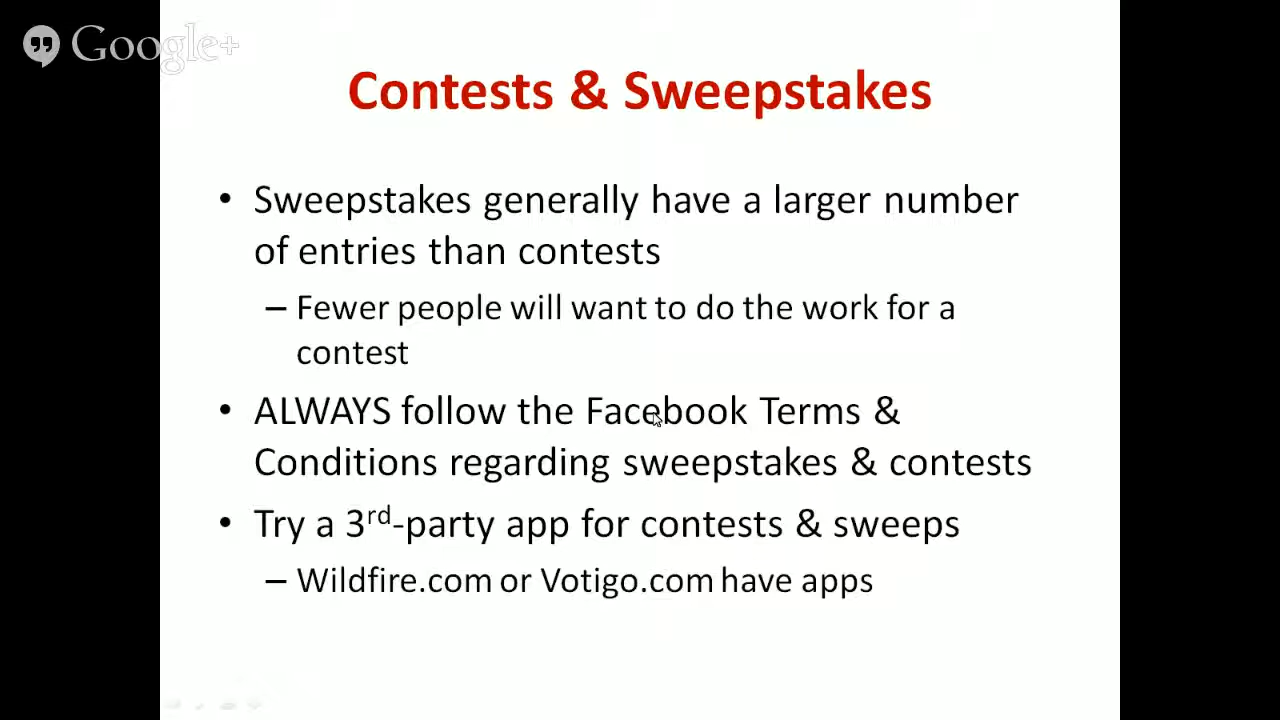 Google+
Contests & Sweepstakes
• Sweepstakes generally have a larger number
of entries than contests
– Fewer people will want to do the work for a
contest
• ALWAYS follow the Facebook Terms &
Conditions regarding sweepstakes & contests
• Try a 3rd-party app for contests & sweeps
– Wildfire.com or Votigo.com have apps